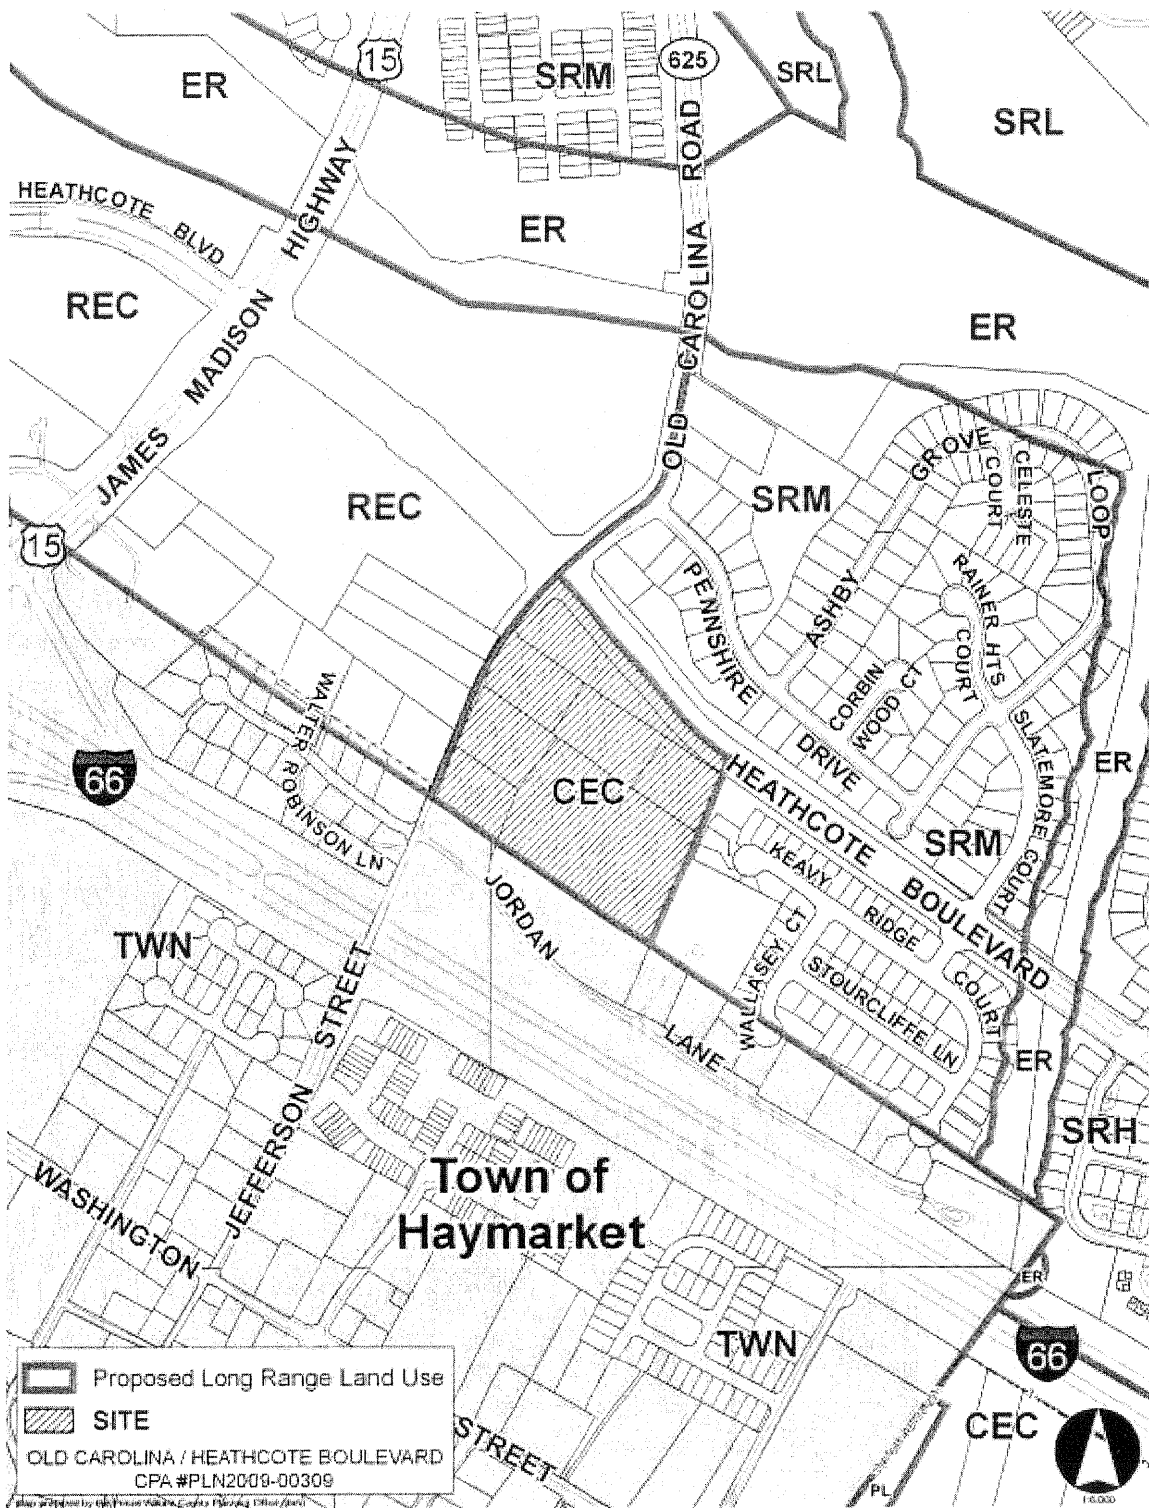 15
ER
SRM
625
SRL
SRL
HEATHCOTE BLVD
JAMES MADISON HIGHWAY
OLD CAROLINA ROAD
ER
REC
ER
REC
SRM
ASHBY GROVE LOOP
CELESTE COURT
15
PENNSHIRE DRIVE
RAINER HTS COURT
CORBIN WOOD CT
SLATEMORE COURT
WALTER ROBINSON LN
66
CEC
HEATHCOTE BOULEVARD
SRM
ER
KEAVY RIDGE COURT
JORDAN LANE
WALLASEY CT
STOURCLIFFE LN
TWN
JEFFERSON STREET
ER
SRH
WASHINGTON STREET
Town of
Haymarket
ER
TWN
66
CEC
PL
Proposed Long Range Land Use
SITE
OLD CAROLINA / HEATHCOTE BOULEVARD
CPA #PLN2009-00309
1:6,000